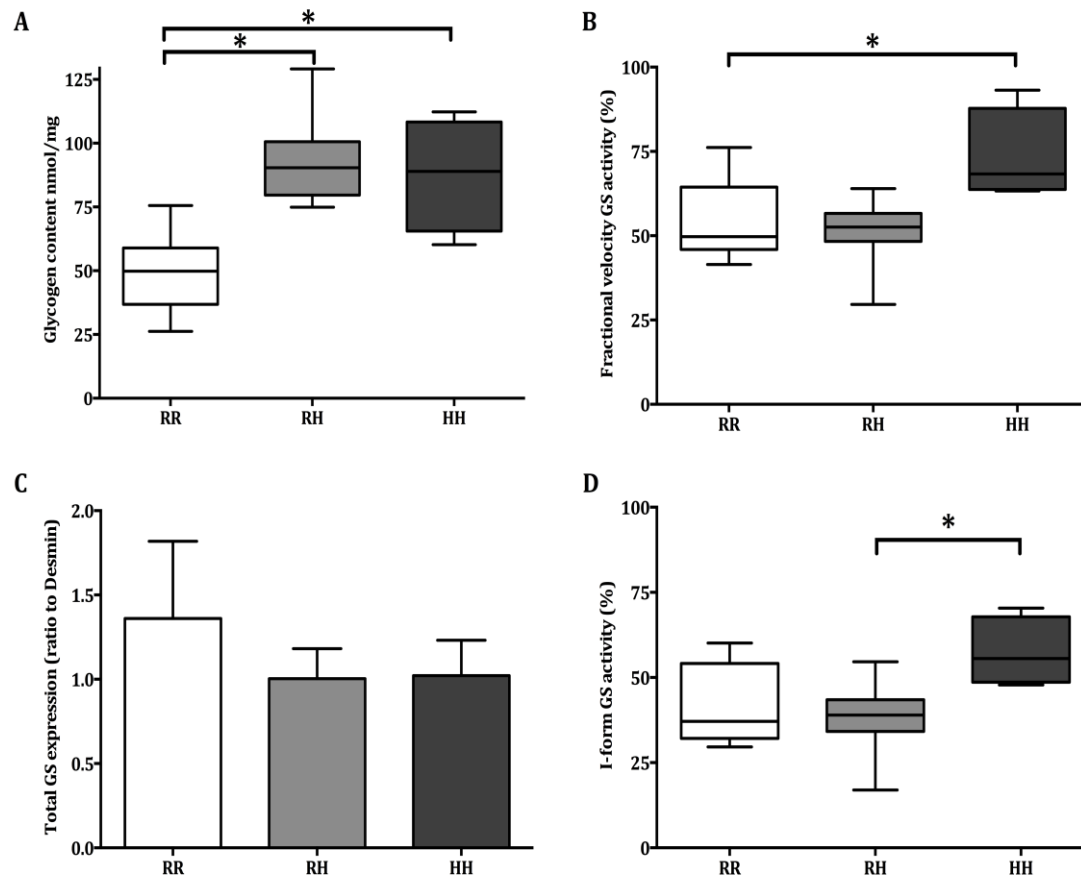 A
*
*
Glycogen content nmol/mg
125
100
75
50
25
0
RR
RH
HH
B
*
Fractional velocity GS activity (%)
100
75
50
25
0
RR
RH
HH
C
Total GS expression (ratio to Desmin)
2.0
1.5
1.0
0.5
0.0
RR
RH
HH
D
*
I-form GS activity (%)
100
75
50
25
0
RR
RH
HH